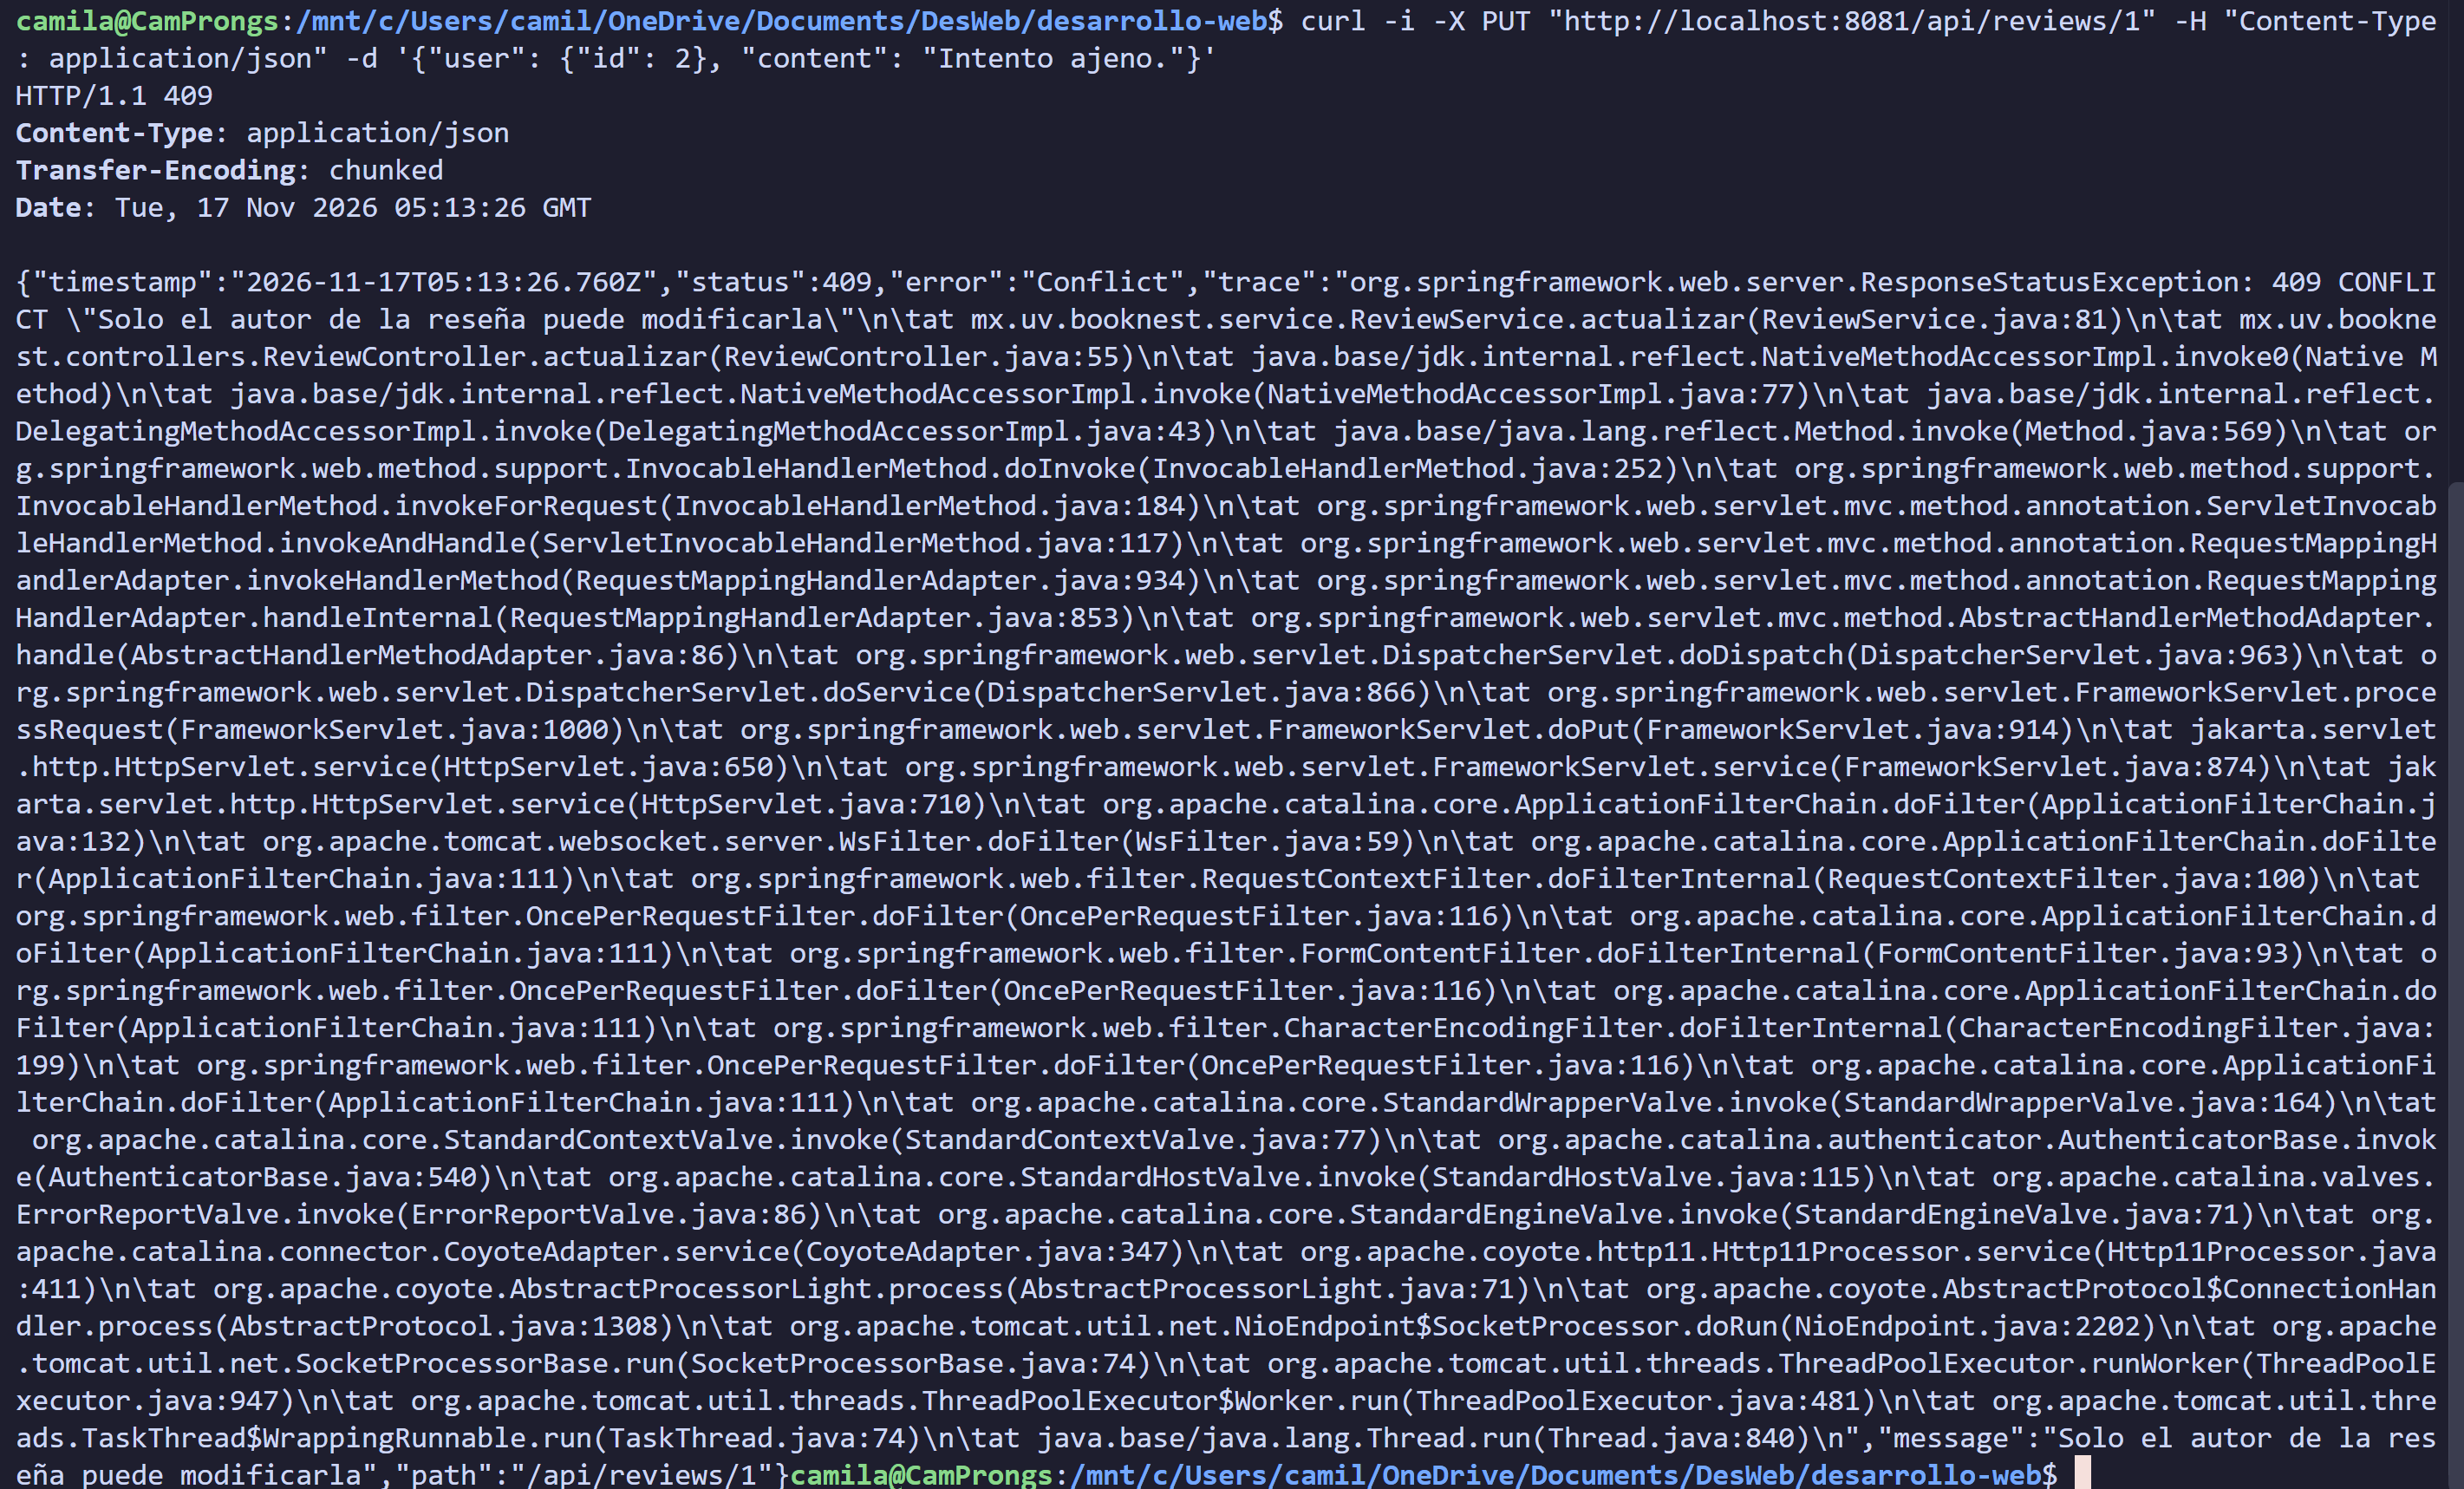 camila@CamProngs:/mnt/c/Users/camil/OneDrive/Documents/DesWeb/desarrollo-web$ curl -i -X PUT "http://localhost:8081/api/reviews/1" -H "Content-Type
: application/json" -d '{"user": {"id": 2}, "content": "Intento ajeno."}'
HTTP/1.1 409
Content-Type: application/json
Transfer-Encoding: chunked
Date: Tue, 17 Nov 2026 05:13:26 GMT

{"timestamp":"2026-11-17T05:13:26.760Z","status":409,"error":"Conflict","trace":"org.springframework.web.server.ResponseStatusException: 409 CONFLI
CT \"Solo el autor de la reseña puede modificarla\"\n\tat mx.uv.booknest.service.ReviewService.actualizar(ReviewService.java:81)\n\tat mx.uv.bookne
st.controllers.ReviewController.actualizar(ReviewController.java:55)\n\tat java.base/jdk.internal.reflect.NativeMethodAccessorImpl.invoke0(Native M
ethod)\n\tat java.base/jdk.internal.reflect.NativeMethodAccessorImpl.invoke(NativeMethodAccessorImpl.java:77)\n\tat java.base/jdk.internal.reflect.
DelegatingMethodAccessorImpl.invoke(DelegatingMethodAccessorImpl.java:43)\n\tat java.base/java.lang.reflect.Method.invoke(Method.java:569)\n\tat or
g.springframework.web.method.support.InvocableHandlerMethod.doInvoke(InvocableHandlerMethod.java:252)\n\tat org.springframework.web.method.support.
InvocableHandlerMethod.invokeForRequest(InvocableHandlerMethod.java:184)\n\tat org.springframework.web.servlet.mvc.method.annotation.ServletInvocab
leHandlerMethod.invokeAndHandle(ServletInvocableHandlerMethod.java:117)\n\tat org.springframework.web.servlet.mvc.method.annotation.RequestMappingH
andlerAdapter.invokeHandlerMethod(RequestMappingHandlerAdapter.java:934)\n\tat org.springframework.web.servlet.mvc.method.annotation.RequestMapping
HandlerAdapter.handleInternal(RequestMappingHandlerAdapter.java:853)\n\tat org.springframework.web.servlet.mvc.method.AbstractHandlerMethodAdapter.
handle(AbstractHandlerMethodAdapter.java:86)\n\tat org.springframework.web.servlet.DispatcherServlet.doDispatch(DispatcherServlet.java:963)\n\tat o
rg.springframework.web.servlet.DispatcherServlet.doService(DispatcherServlet.java:866)\n\tat org.springframework.web.servlet.FrameworkServlet.proce
ssRequest(FrameworkServlet.java:1000)\n\tat org.springframework.web.servlet.FrameworkServlet.doPut(FrameworkServlet.java:914)\n\tat jakarta.servlet
.http.HttpServlet.service(HttpServlet.java:650)\n\tat org.springframework.web.servlet.FrameworkServlet.service(FrameworkServlet.java:874)\n\tat jak
arta.servlet.http.HttpServlet.service(HttpServlet.java:710)\n\tat org.apache.catalina.core.ApplicationFilterChain.doFilter(ApplicationFilterChain.j
ava:132)\n\tat org.apache.tomcat.websocket.server.WsFilter.doFilter(WsFilter.java:59)\n\tat org.apache.catalina.core.ApplicationFilterChain.doFilte
r(ApplicationFilterChain.java:111)\n\tat org.springframework.web.filter.RequestContextFilter.doFilterInternal(RequestContextFilter.java:100)\n\tat
org.springframework.web.filter.OncePerRequestFilter.doFilter(OncePerRequestFilter.java:116)\n\tat org.apache.catalina.core.ApplicationFilterChain.d
oFilter(ApplicationFilterChain.java:111)\n\tat org.springframework.web.filter.FormContentFilter.doFilterInternal(FormContentFilter.java:93)\n\tat o
rg.springframework.web.filter.OncePerRequestFilter.doFilter(OncePerRequestFilter.java:116)\n\tat org.apache.catalina.core.ApplicationFilterChain.do
Filter(ApplicationFilterChain.java:111)\n\tat org.springframework.web.filter.CharacterEncodingFilter.doFilterInternal(CharacterEncodingFilter.java:
199)\n\tat org.springframework.web.filter.OncePerRequestFilter.doFilter(OncePerRequestFilter.java:116)\n\tat org.apache.catalina.core.ApplicationFi
lterChain.doFilter(ApplicationFilterChain.java:111)\n\tat org.apache.catalina.core.StandardWrapperValve.invoke(StandardWrapperValve.java:164)\n\tat
 org.apache.catalina.core.StandardContextValve.invoke(StandardContextValve.java:77)\n\tat org.apache.catalina.authenticator.AuthenticatorBase.invok
e(AuthenticatorBase.java:540)\n\tat org.apache.catalina.core.StandardHostValve.invoke(StandardHostValve.java:115)\n\tat org.apache.catalina.valves.
ErrorReportValve.invoke(ErrorReportValve.java:86)\n\tat org.apache.catalina.core.StandardEngineValve.invoke(StandardEngineValve.java:71)\n\tat org.
apache.catalina.connector.CoyoteAdapter.service(CoyoteAdapter.java:347)\n\tat org.apache.coyote.http11.Http11Processor.service(Http11Processor.java
:411)\n\tat org.apache.coyote.AbstractProcessorLight.process(AbstractProcessorLight.java:71)\n\tat org.apache.coyote.AbstractProtocol$ConnectionHan
dler.process(AbstractProtocol.java:1308)\n\tat org.apache.tomcat.util.net.NioEndpoint$SocketProcessor.doRun(NioEndpoint.java:2202)\n\tat org.apache
.tomcat.util.net.SocketProcessorBase.run(SocketProcessorBase.java:74)\n\tat org.apache.tomcat.util.threads.ThreadPoolExecutor.runWorker(ThreadPoolE
xecutor.java:947)\n\tat org.apache.tomcat.util.threads.ThreadPoolExecutor$Worker.run(ThreadPoolExecutor.java:481)\n\tat org.apache.tomcat.util.thre
ads.TaskThread$WrappingRunnable.run(TaskThread.java:74)\n\tat java.base/java.lang.Thread.run(Thread.java:840)\n","message":"Solo el autor de la res
eña puede modificarla","path":"/api/reviews/1"}camila@CamProngs:/mnt/c/Users/camil/OneDrive/Documents/DesWeb/desarrollo-web$